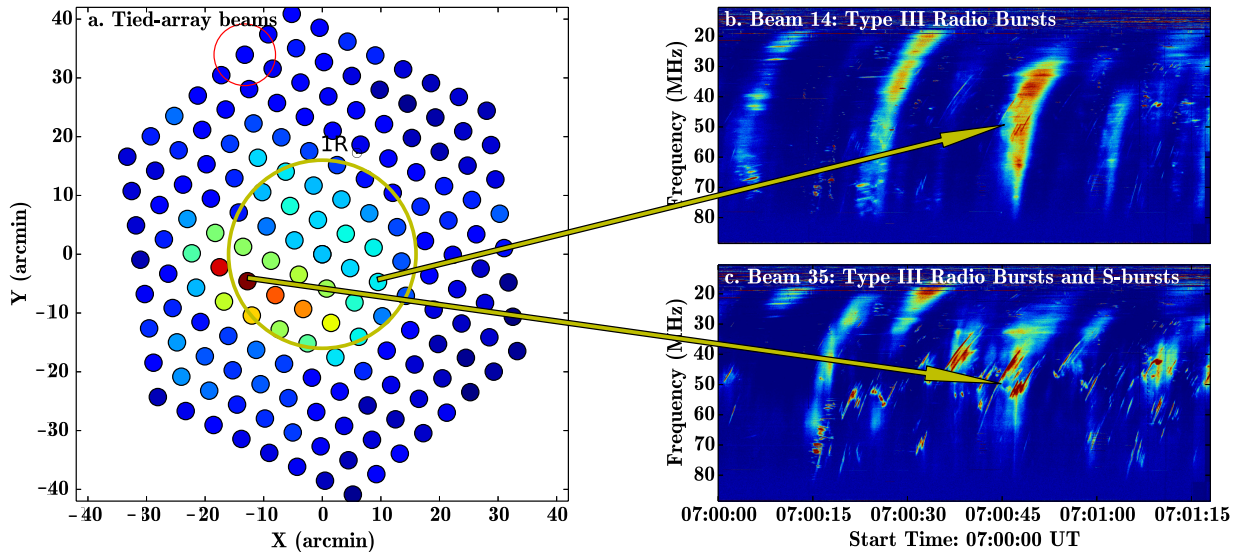 a. Tied-array beams
1R☉
40
30
20
10
0
−10
−20
−30
−40
Y (arcmin)
−40 −30 −20 −10 0 10 20 30 40
X (arcmin)
b. Beam 14: Type III Radio Bursts
20
30
40
50
60
70
80
Frequency (MHz)
c. Beam 35: Type III Radio Bursts and S-bursts
20
30
40
50
60
70
80
Frequency (MHz)
07:00:00 07:00:15 07:00:30 07:00:45 07:01:00 07:01:15
Start Time: 07:00:00 UT